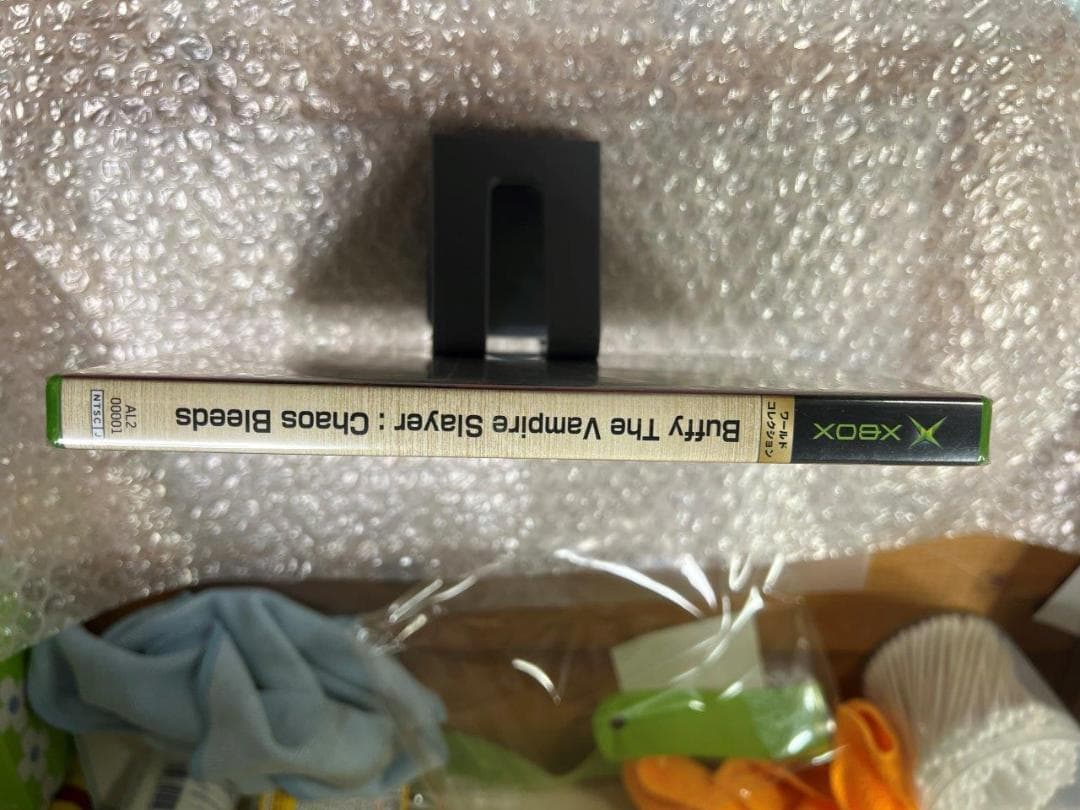 XBOX
ワールド
コレクション
Buffy The Vampire Slayer : Chaos Bleeds
AL2
00001
NTSC J